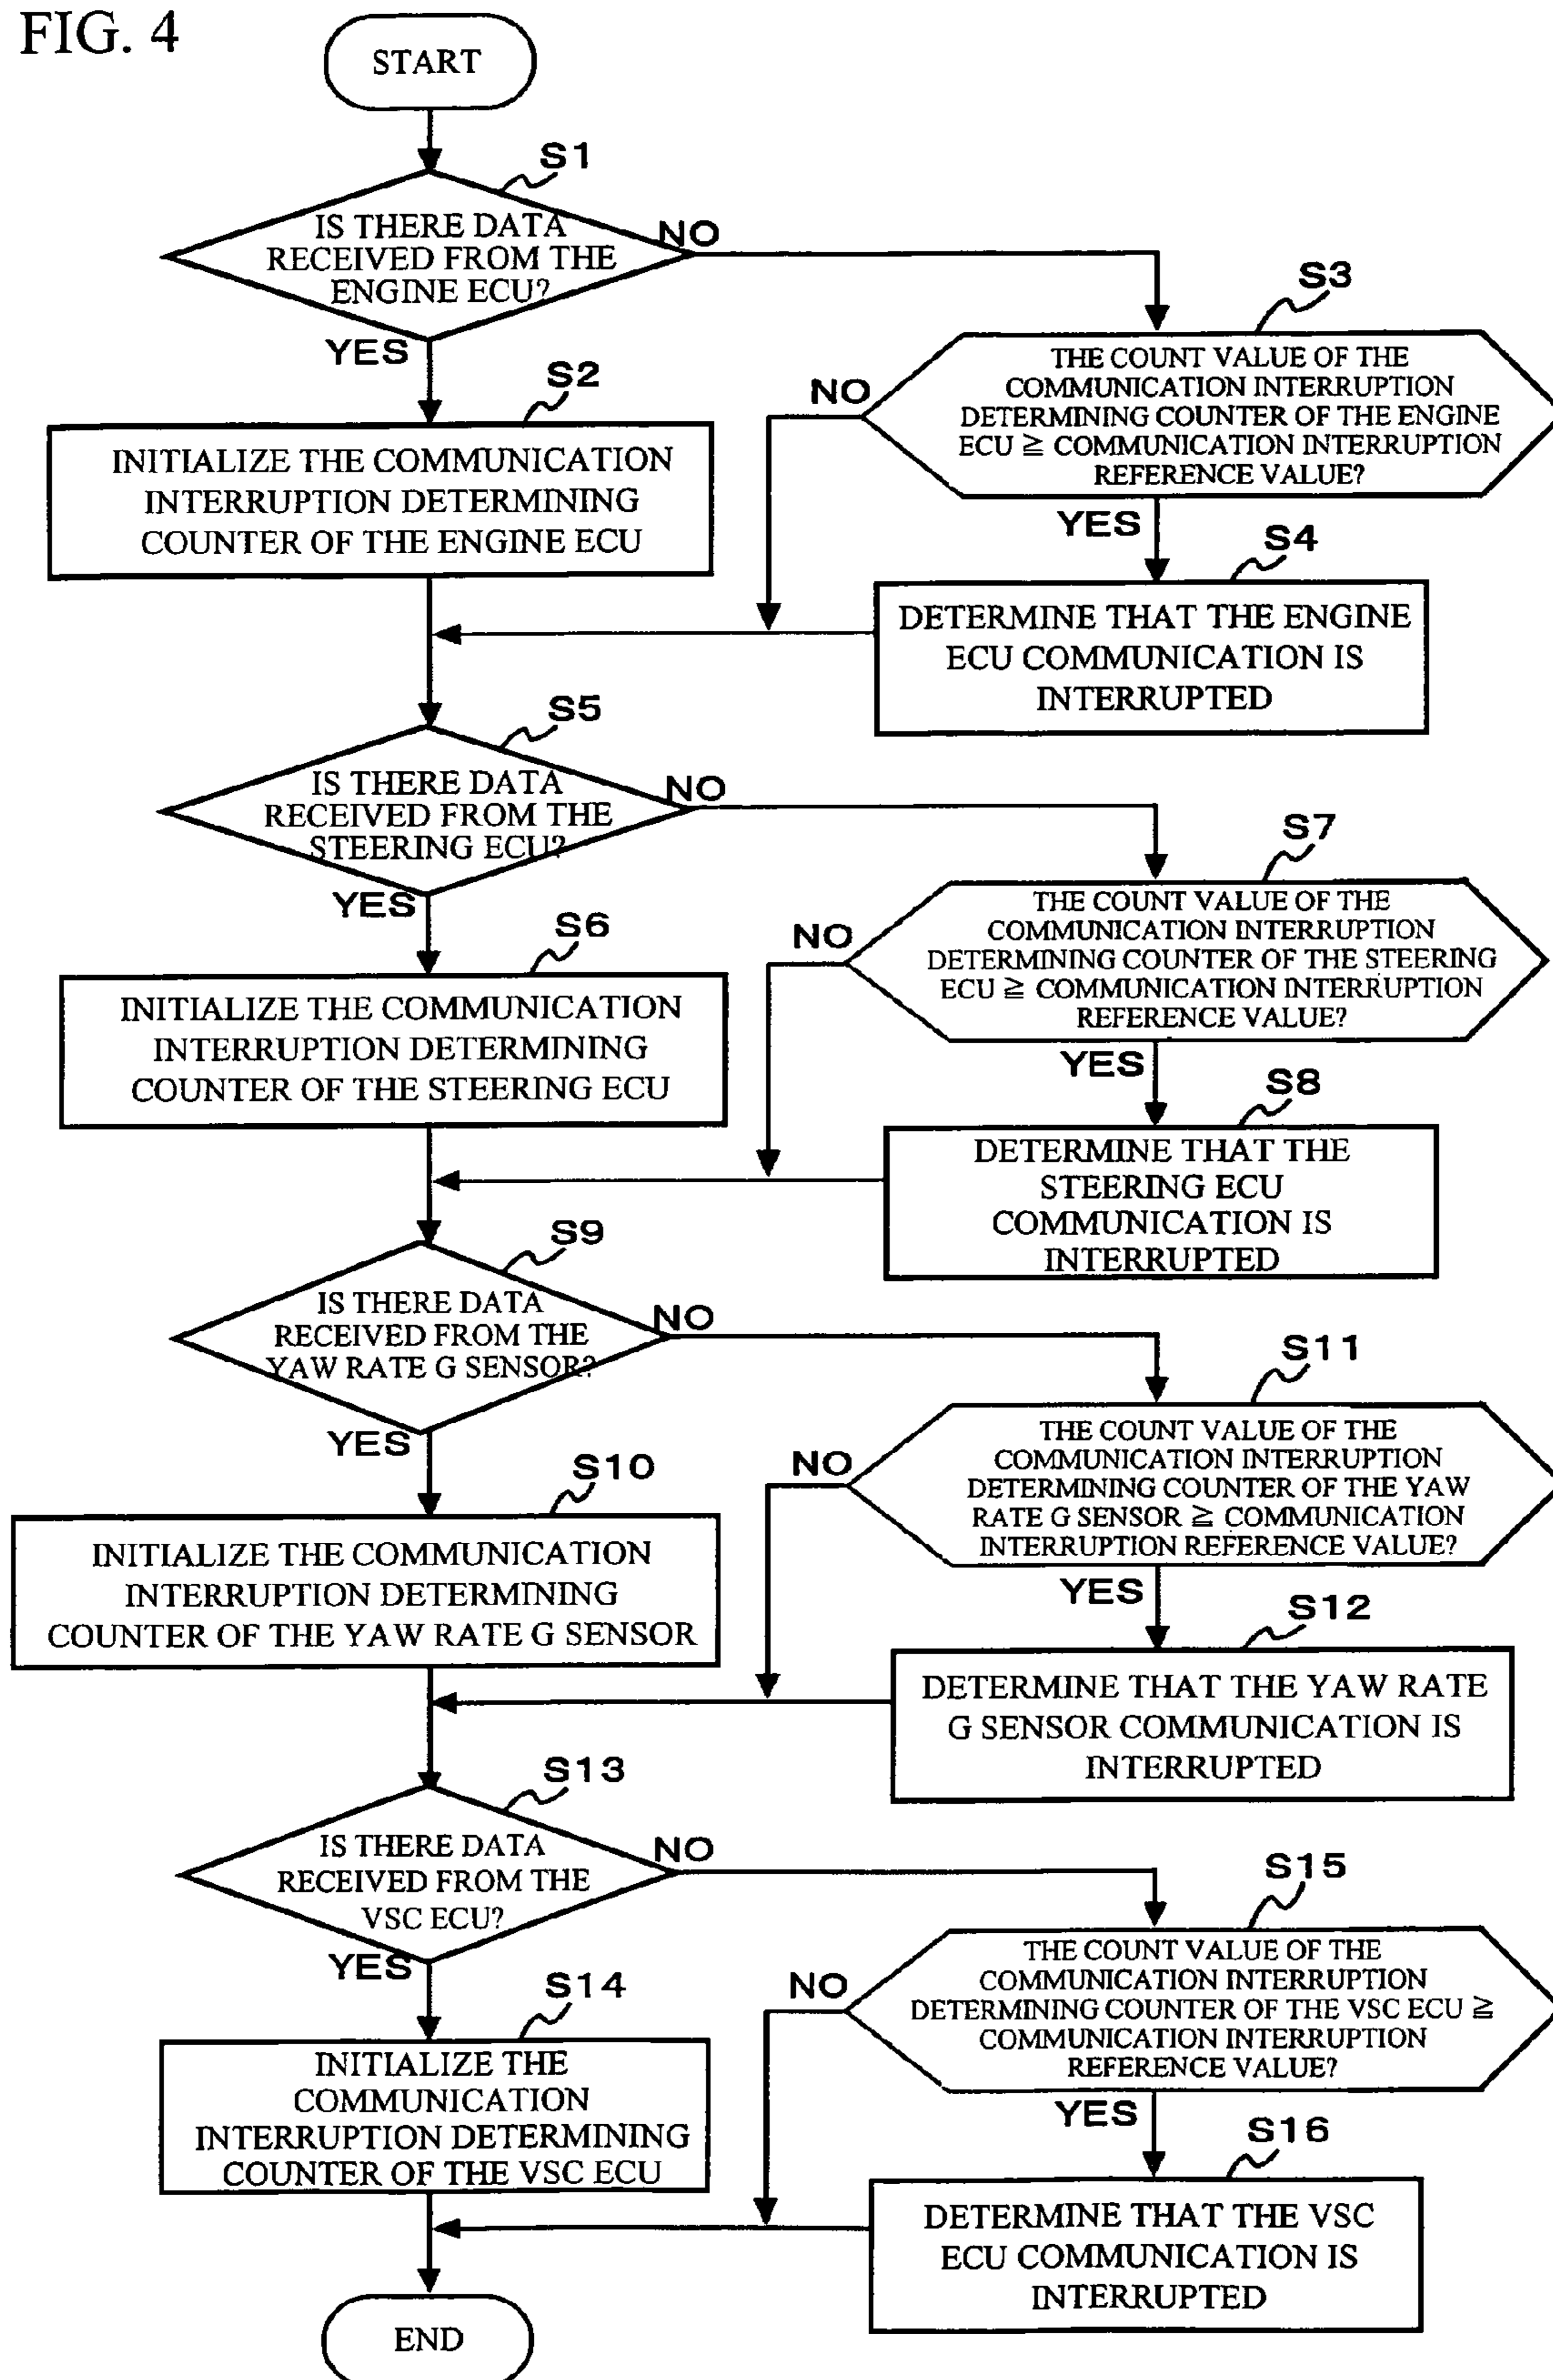 FIG. 4
START
S1
IS THERE DATA
RECEIVED FROM THE
ENGINE ECU?
NO
YES
S3
THE COUNT VALUE OF THE
COMMUNICATION INTERRUPTION
DETERMINING COUNTER OF THE ENGINE
ECU ≧ COMMUNICATION INTERRUPTION
REFERENCE VALUE?
NO
YES
S2
INITIALIZE THE COMMUNICATION
INTERRUPTION DETERMINING
COUNTER OF THE ENGINE ECU
S4
DETERMINE THAT THE ENGINE
ECU COMMUNICATION IS
INTERRUPTED
S5
IS THERE DATA
RECEIVED FROM THE
STEERING ECU?
NO
YES
S7
THE COUNT VALUE OF THE
COMMUNICATION INTERRUPTION
DETERMINING COUNTER OF THE STEERING
ECU ≧ COMMUNICATION INTERRUPTION
REFERENCE VALUE?
NO
YES
S6
INITIALIZE THE COMMUNICATION
INTERRUPTION DETERMINING
COUNTER OF THE STEERING ECU
S8
DETERMINE THAT THE
STEERING ECU
COMMUNICATION IS
INTERRUPTED
S9
IS THERE DATA
RECEIVED FROM THE
YAW RATE G SENSOR?
NO
YES
S11
THE COUNT VALUE OF THE
COMMUNICATION INTERRUPTION
DETERMINING COUNTER OF THE YAW
RATE G SENSOR ≧ COMMUNICATION
INTERRUPTION REFERENCE VALUE?
NO
YES
S10
INITIALIZE THE COMMUNICATION
INTERRUPTION DETERMINING
COUNTER OF THE YAW RATE G SENSOR
S12
DETERMINE THAT THE YAW RATE
G SENSOR COMMUNICATION IS
INTERRUPTED
S13
IS THERE DATA
RECEIVED FROM THE
VSC ECU?
NO
YES
S15
THE COUNT VALUE OF THE
COMMUNICATION INTERRUPTION
DETERMINING COUNTER OF THE VSC ECU ≧
COMMUNICATION INTERRUPTION
REFERENCE VALUE?
NO
YES
S14
INITIALIZE THE
COMMUNICATION
INTERRUPTION DETERMINING
COUNTER OF THE VSC ECU
S16
DETERMINE THAT THE VSC
ECU COMMUNICATION IS
INTERRUPTED
END